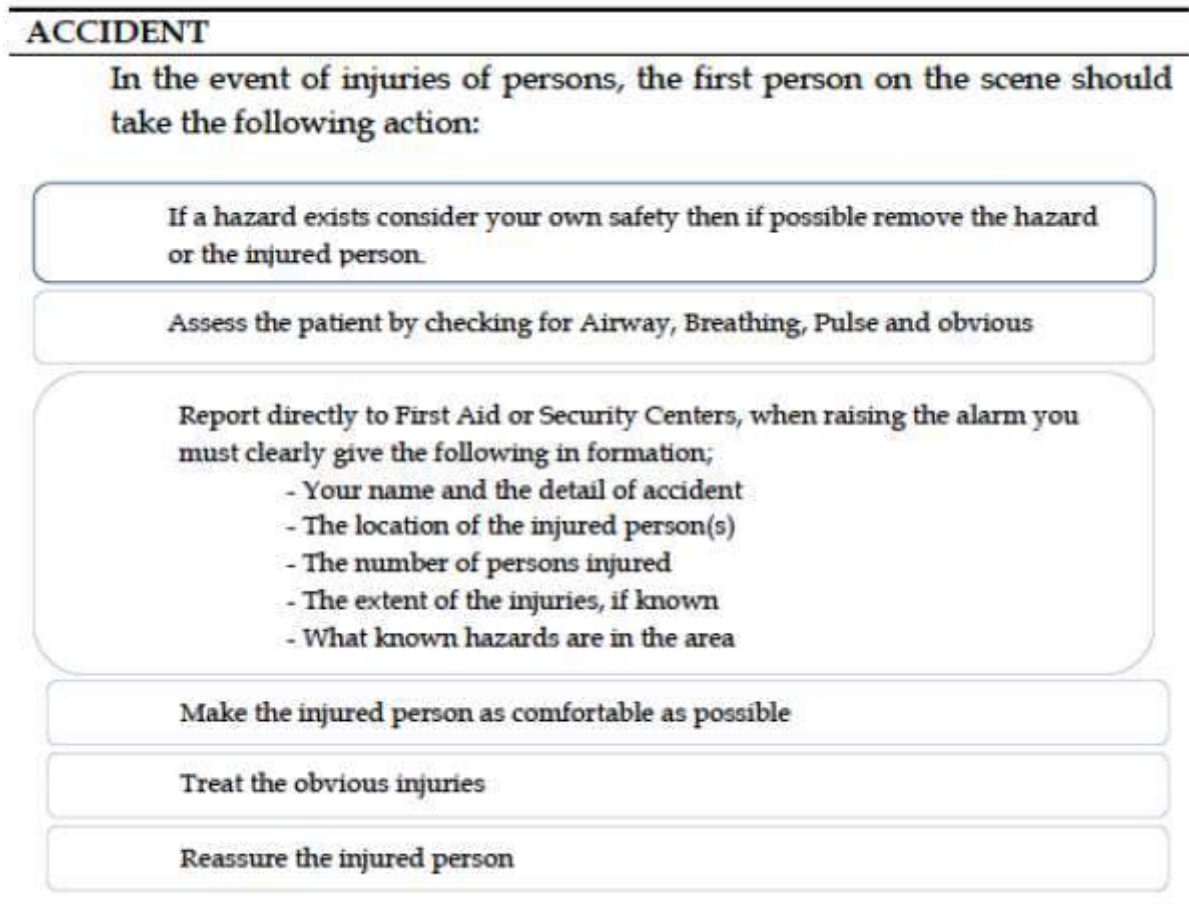 ACCIDENT
In the event of injuries of persons, the first person on the scene should
take the following action:
If a hazard exists consider your own safety then if possible remove the hazard
or the injured person.
Assess the patient by checking for Airway, Breathing, Pulse and obvious
Report directly to First Aid or Security Centers, when raising the alarm you
must clearly give the following in formation;
- Your name and the detail of accident
- The location of the injured person(s)
- The number of persons injured
- The extent of the injuries, if known
- What known hazards are in the area
Make the injured person as comfortable as possible
Treat the obvious injuries
Reassure the injured person